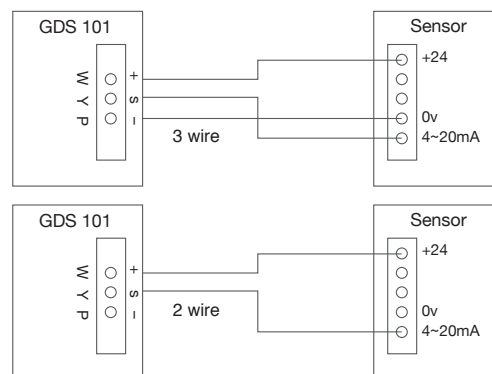 GDS 101
Sensor
W +
Y s
P –
+24
0v
4~20mA
3 wire
GDS 101
Sensor
W +
Y s
P –
+24
0v
4~20mA
2 wire